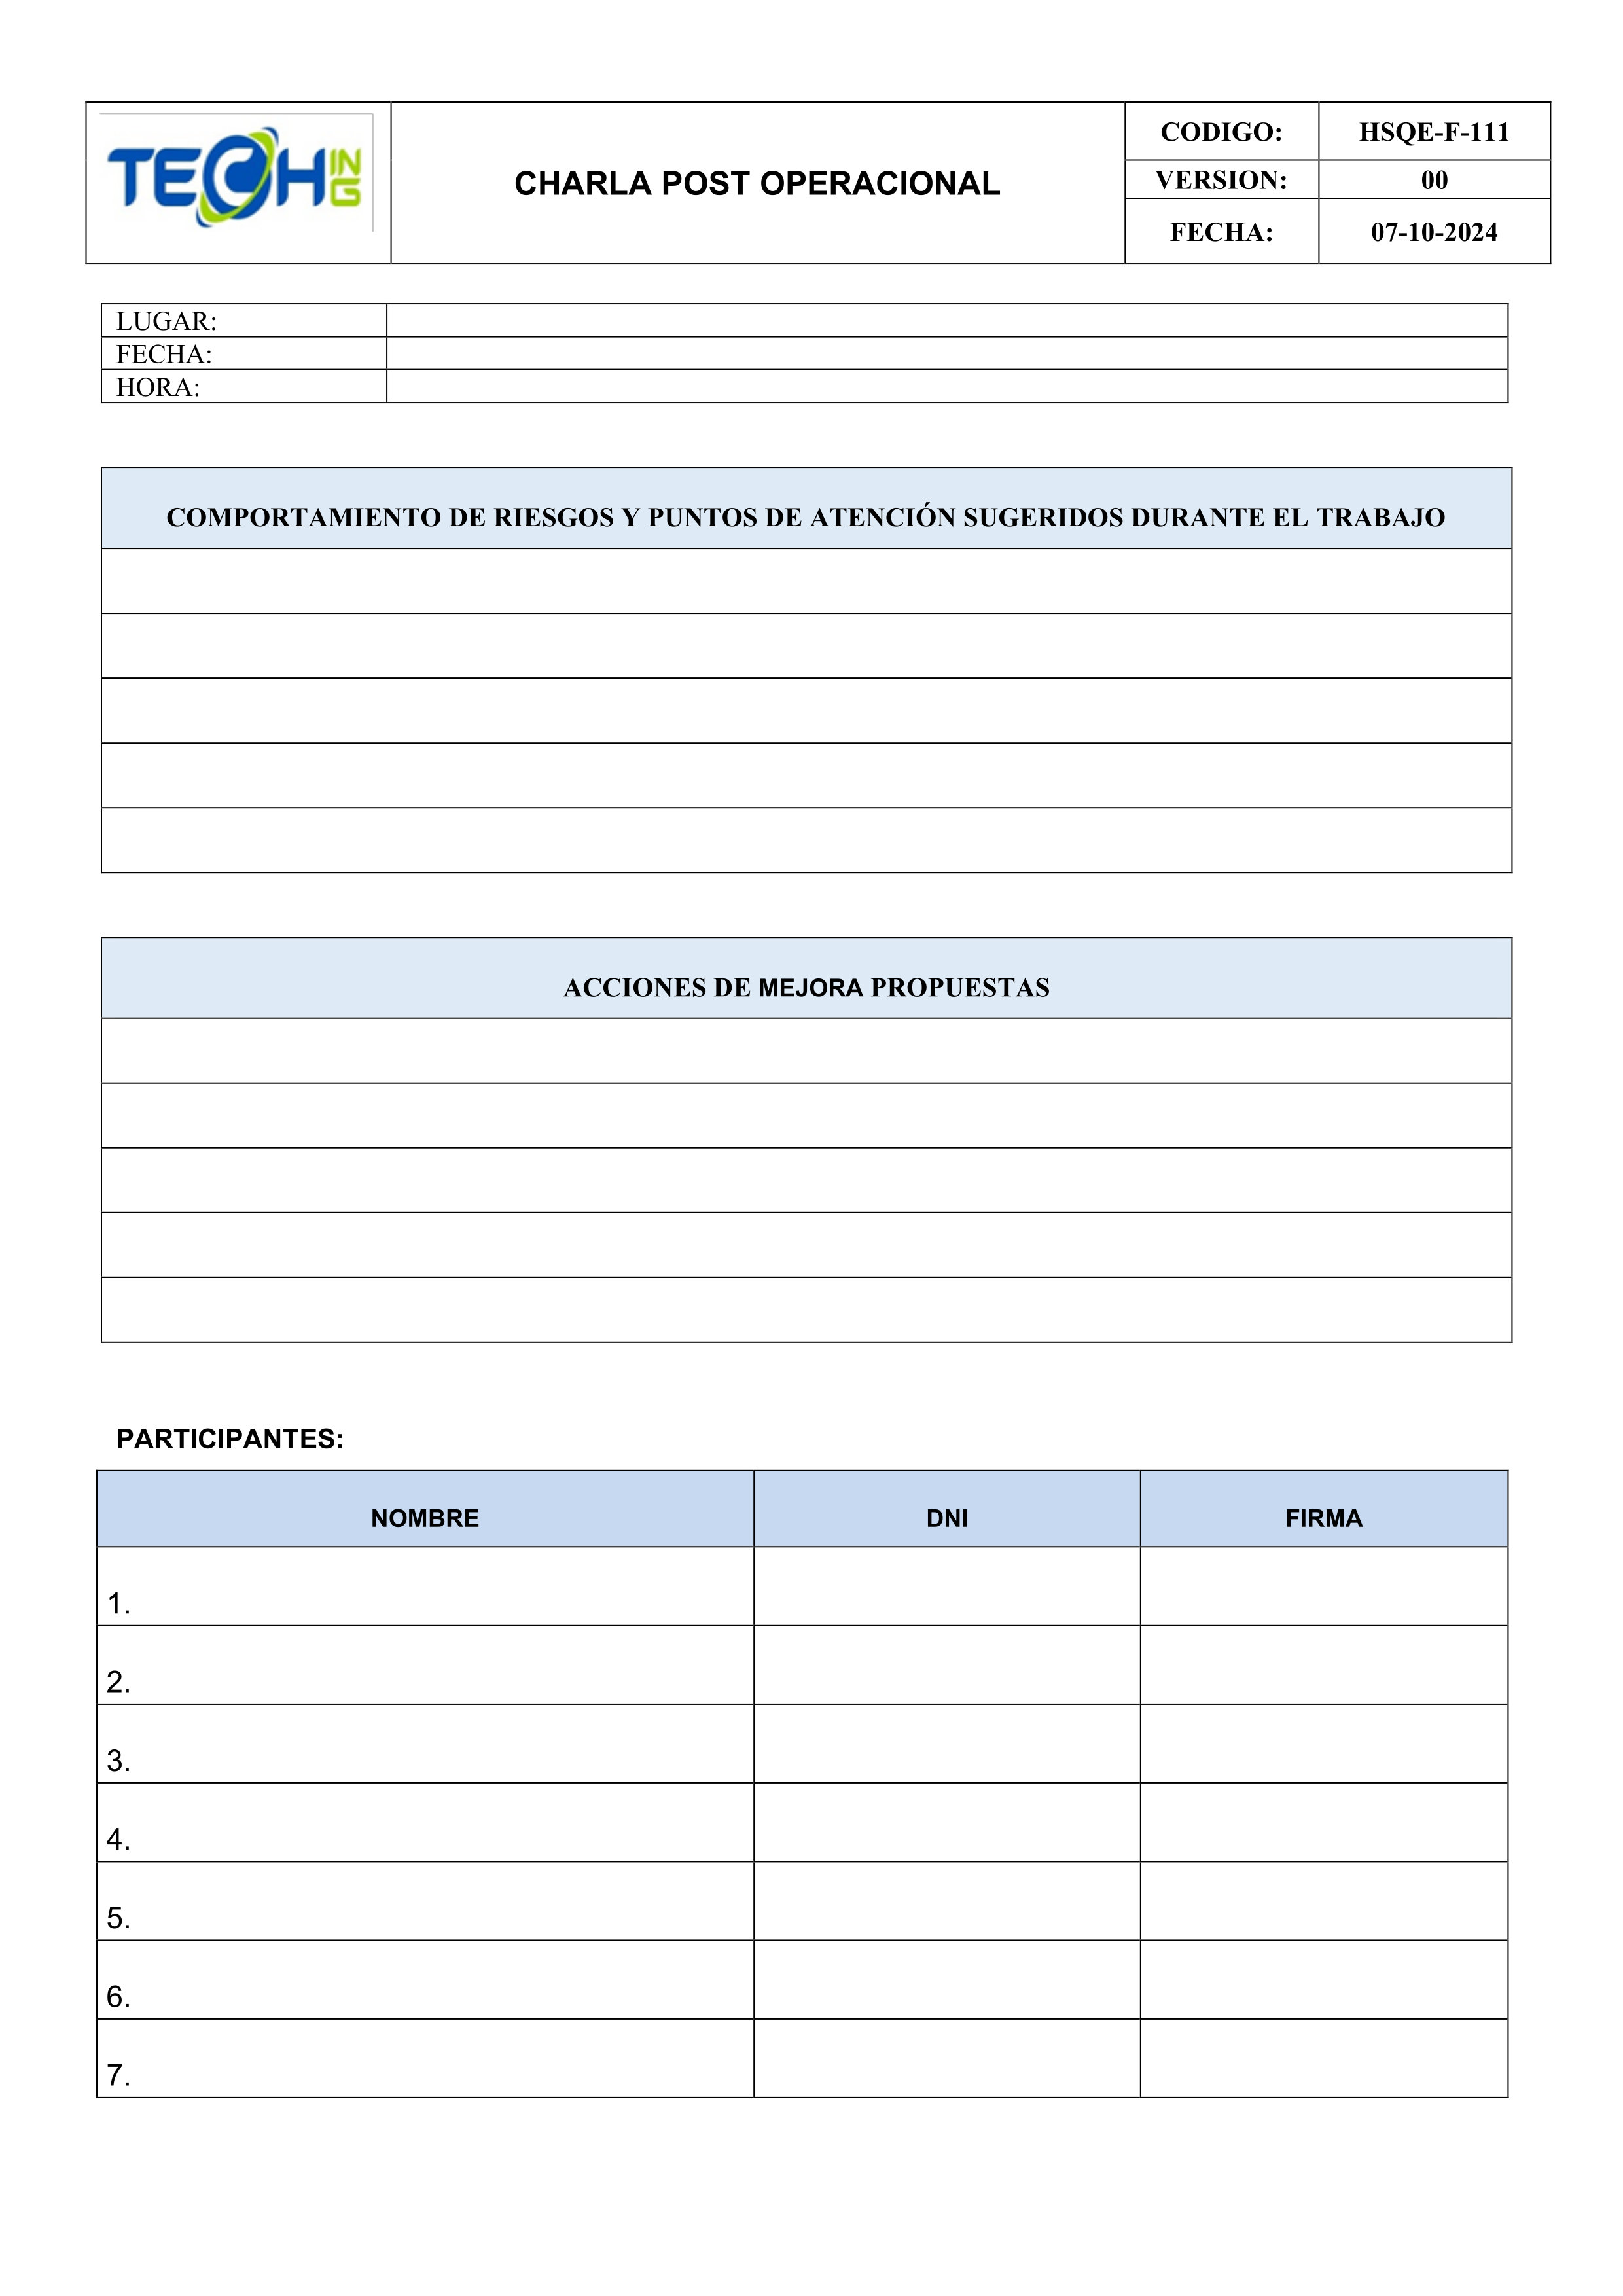 TECH ING
CHARLA POST OPERACIONAL
CODIGO: HSQE-F-111
VERSION: 00
FECHA: 07-10-2024
LUGAR:
FECHA:
HORA:
COMPORTAMIENTO DE RIESGOS Y PUNTOS DE ATENCIÓN SUGERIDOS DURANTE EL TRABAJO
ACCIONES DE MEJORA PROPUESTAS
PARTICIPANTES:
NOMBRE DNI FIRMA
1.
2.
3.
4.
5.
6.
7.